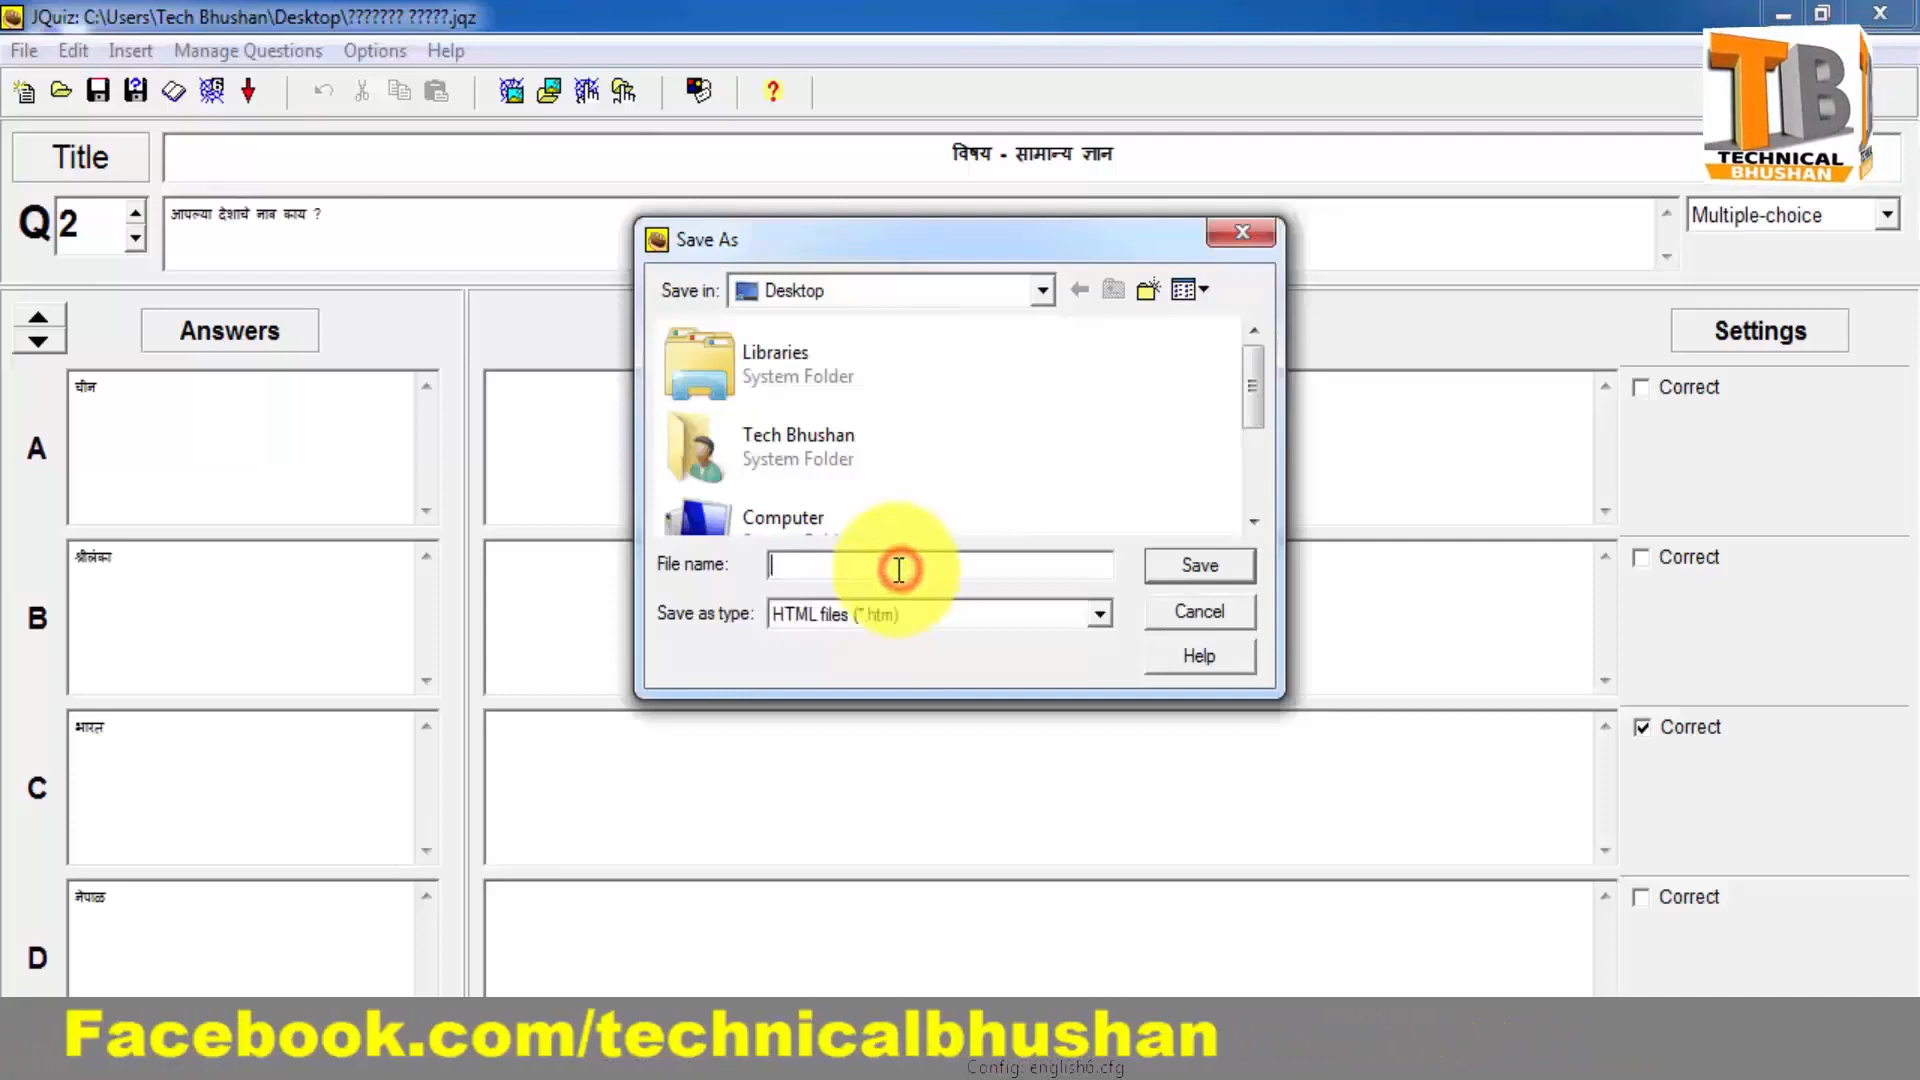 JQuiz: C:\Users\Tech Bhushan\Desktop\??????? ?????.jqz
File Edit Insert Manage Questions Options Help
TB
TECHNICAL
BHUSHAN
Title
विषय - सामान्य ज्ञान
Q 2
आपल्या देशाचे नाव काय ?
Multiple-choice
Save As
Save in: Desktop
Libraries
System Folder
Tech Bhushan
System Folder
Computer
File name:
Save
Save as type: HTML files (*.htm)
Cancel
Help
Answers
Settings
A
चीन
Correct
B
श्रीलंका
Correct
C
भारत
Correct
D
नेपाळ
Correct
Facebook.com/technicalbhushan
Config: english6.cfg